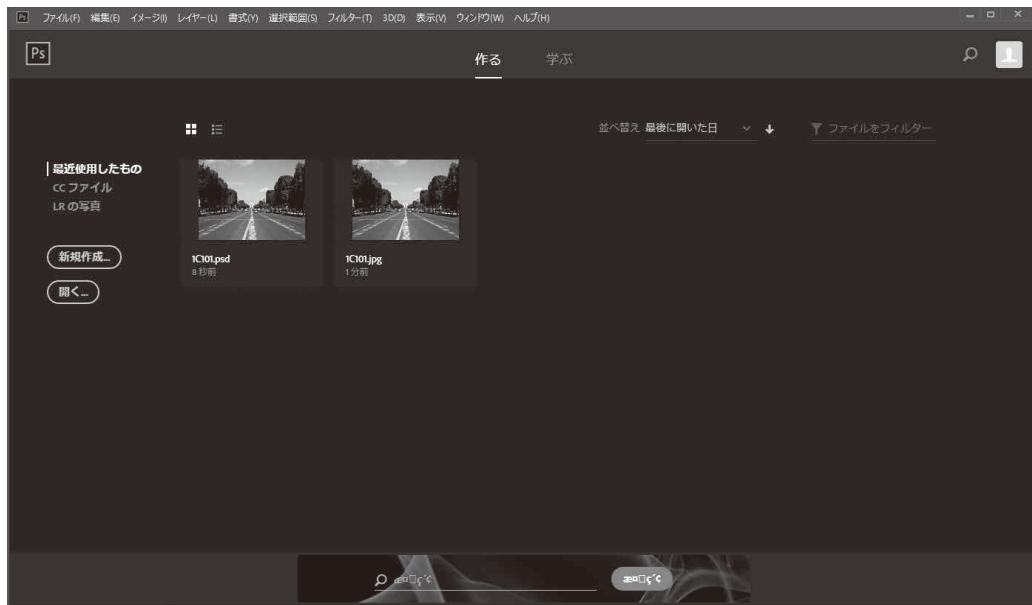 Ps ファイル(F) 編集(E) イメージ(I) レイヤー(L) 書式(Y) 選択範囲(S) フィルター(T) 3D(D) 表示(V) ウィンドウ(W) ヘルプ(H)
Ps 作る 学ぶ
並べ替え 最後に開いた日 ファイルをフィルター
最近使用したもの
CC ファイル
LR の写真
新規作成...
開く...
1C101.psd
8 秒前
1C101.jpg
1 分前